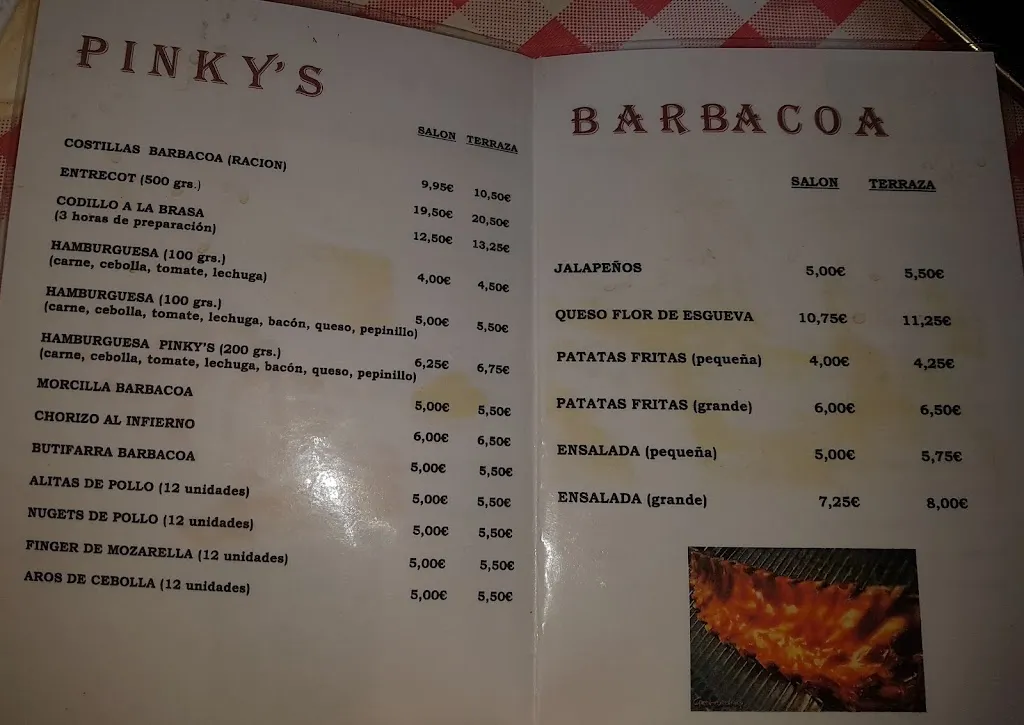 PINKY'S
SALON TERRAZA
COSTILLAS BARBACOA (RACION) 9,95€ 10,50€
ENTRECOT (500 grs.) 19,50€ 20,50€
CODILLO A LA BRASA 12,50€ 13,25€
(3 horas de preparación)
HAMBURGUESA (100 grs.) 4,00€ 4,50€
(carne, cebolla, tomate, lechuga)
HAMBURGUESA (100 grs.) 5,00€ 5,50€
(carne, cebolla, tomate, lechuga, bacón, queso, pepinillo)
HAMBURGUESA PINKY'S (200 grs.) 6,25€ 6,75€
(carne, cebolla, tomate, lechuga, bacón, queso, pepinillo)
MORCILLA BARBACOA 5,00€ 5,50€
CHORIZO AL INFIERNO 6,00€ 6,50€
BUTIFARRA BARBACOA 5,00€ 5,50€
ALITAS DE POLLO (12 unidades) 5,00€ 5,50€
NUGETS DE POLLO (12 unidades) 5,00€ 5,50€
FINGER DE MOZARELLA (12 unidades) 5,00€ 5,50€
AROS DE CEBOLLA (12 unidades) 5,00€ 5,50€
BARBACOA
SALON TERRAZA
JALAPEÑOS 5,00€ 5,50€
QUESO FLOR DE ESGUEVA 10,75€ 11,25€
PATATAS FRITAS (pequeña) 4,00€ 4,25€
PATATAS FRITAS (grande) 6,00€ 6,50€
ENSALADA (pequeña) 5,00€ 5,75€
ENSALADA (grande) 7,25€ 8,00€